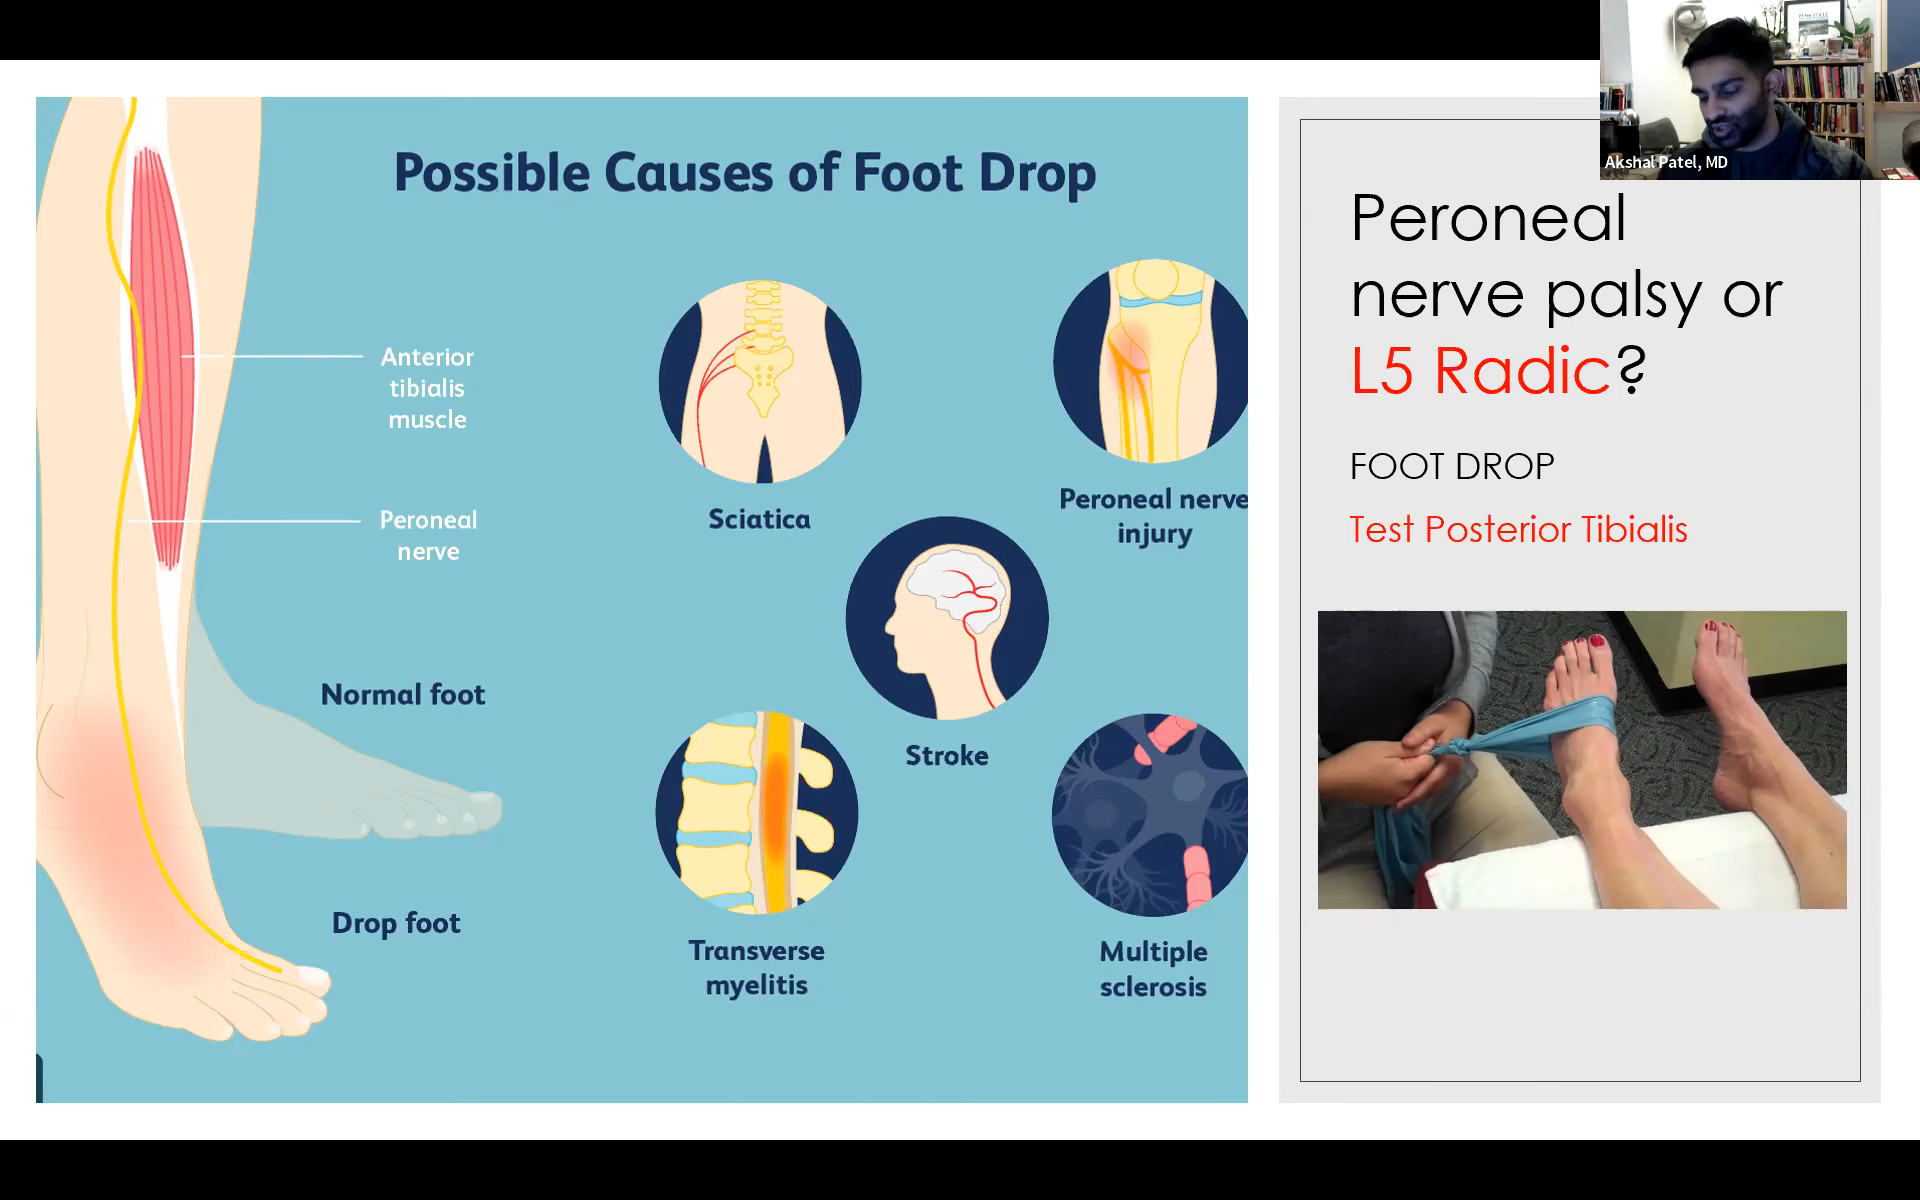 Akshal Patel, MD
Possible Causes of Foot Drop
Anterior
tibialis
muscle
Peroneal
nerve
Normal foot
Drop foot
Sciatica
Peroneal nerve
injury
Stroke
Transverse
myelitis
Multiple
sclerosis
Peroneal
nerve palsy or
L5 Radic?
FOOT DROP
Test Posterior Tibialis